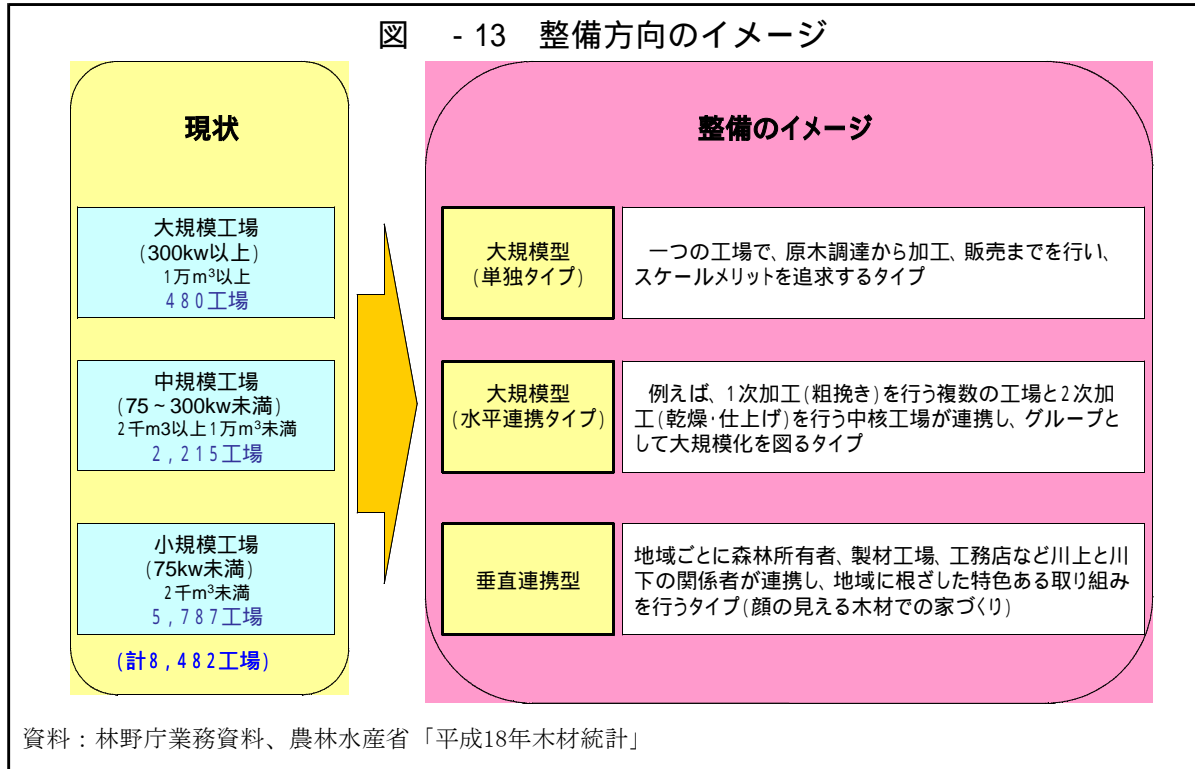 図　-13　整備方向のイメージ
現状
大規模工場
(300kw以上)
1万m³以上
480工場
中規模工場
(75～300kw未満)
2千m3以上1万m³未満
2,215工場
小規模工場
(75kw未満)
2千m³未満
5,787工場
(計8,482工場)
整備のイメージ
大規模型
(単独タイプ)
一つの工場で、原木調達から加工、販売までを行い、
スケールメリットを追求するタイプ
大規模型
(水平連携タイプ)
例えば、1次加工(粗挽き)を行う複数の工場と2次加
工(乾燥・仕上げ)を行う中核工場が連携し、グループと
して大規模化を図るタイプ
垂直連携型
地域ごとに森林所有者、製材工場、工務店など川上と川
下の関係者が連携し、地域に根ざした特色ある取り組み
を行うタイプ(顔の見える木材での家づくり)
資料：林野庁業務資料、農林水産省「平成18年木材統計」